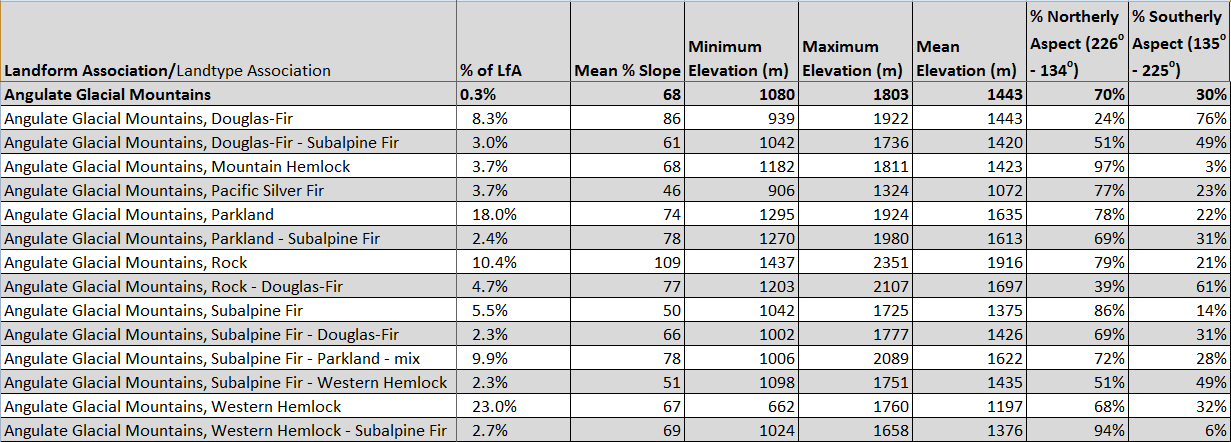 Landform Association/Landtype Association % of LfA Mean % Slope Minimum Elevation (m) Maximum Elevation (m) Mean Elevation (m) % Northerly Aspect (226° - 134°) % Southerly Aspect (135° - 225°)
Angulate Glacial Mountains 0.3% 68 1080 1803 1443 70% 30%
Angulate Glacial Mountains, Douglas-Fir 8.3% 86 939 1922 1443 24% 76%
Angulate Glacial Mountains, Douglas-Fir - Subalpine Fir 3.0% 61 1042 1736 1420 51% 49%
Angulate Glacial Mountains, Mountain Hemlock 3.7% 68 1182 1811 1423 97% 3%
Angulate Glacial Mountains, Pacific Silver Fir 3.7% 46 906 1324 1072 77% 23%
Angulate Glacial Mountains, Parkland 18.0% 74 1295 1924 1635 78% 22%
Angulate Glacial Mountains, Parkland - Subalpine Fir 2.4% 78 1270 1980 1613 69% 31%
Angulate Glacial Mountains, Rock 10.4% 109 1437 2351 1916 79% 21%
Angulate Glacial Mountains, Rock - Douglas-Fir 4.7% 77 1203 2107 1697 39% 61%
Angulate Glacial Mountains, Subalpine Fir 5.5% 50 1042 1725 1375 86% 14%
Angulate Glacial Mountains, Subalpine Fir - Douglas-Fir 2.3% 66 1002 1777 1426 69% 31%
Angulate Glacial Mountains, Subalpine Fir - Parkland - mix 9.9% 78 1006 2089 1622 72% 28%
Angulate Glacial Mountains, Subalpine Fir - Western Hemlock 2.3% 51 1098 1751 1435 51% 49%
Angulate Glacial Mountains, Western Hemlock 23.0% 67 662 1760 1197 68% 32%
Angulate Glacial Mountains, Western Hemlock - Subalpine Fir 2.7% 69 1024 1658 1376 94% 6%